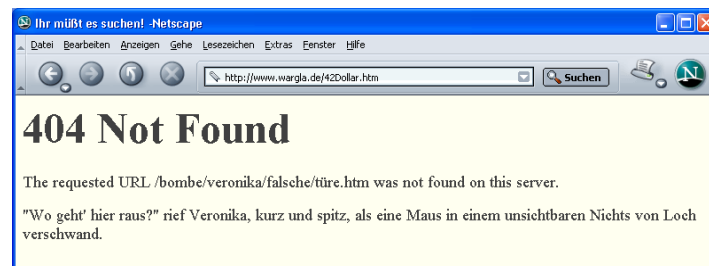 Ihr müßt es suchen! -Netscape
Datei Bearbeiten Anzeigen Gehe Lesezeichen Extras Fenster Hilfe
http://www.wargla.de/42Dollar.htm Suchen N
404 Not Found
The requested URL /bombe/veronika/falsche/türe.htm was not found on this server.
"Wo geht' hier raus?" rief Veronika, kurz und spitz, als eine Maus in einem unsichtbaren Nichts von Loch
verschwand.